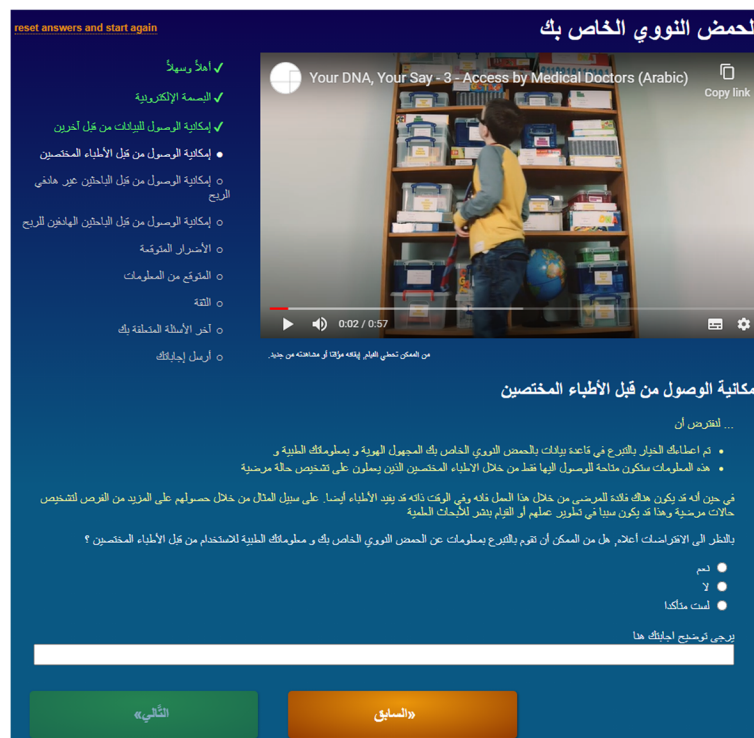 reset answers and start again
لحمض النووي الخاص بك
✔ أهلاً وسهلاً
✔ البصمة الإلكترونية
✔ إمكانية الوصول للبيانات من قبل آخرين
● إمكانية الوصول من قبل الأطباء المختصين
○ إمكانية الوصول من قبل الباحثين غير هادفي
الربح
○ إمكانية الوصول من قبل الباحثين الهادفين للربح
○ الأضرار المتوقعة
○ المتوقع من المعلومات
○ الثقة
○ آخر الأسئلة المتعلقة بك
○ أرسل إجاباتك
Your DNA, Your Say - 3 - Access by Medical Doctors (Arabic)
Copy link
0:02 / 0:57
من الممكن تخطي الفيلم, إيقافه مؤقتا أو مشاهدته من جديد.
مكانية الوصول من قبل الأطباء المختصين
... لنفترض أن
• تم اعطاءك الخيار بالتبرع في قاعدة بيانات بالحمض النووي الخاص بك المجهول الهوية و بمعلوماتك الطبية و
• هذه المعلومات ستكون متاحة للوصول اليها فقط من خلال الاطباء المختصين الذين يعملون على تشخيص حالة مرضية
في حين أنه قد يكون هناك فائدة للمرضى من خلال هذا العمل فانه وفي الوقت ذاته قد يفيد الأطباء أيضا. على سبيل المثال من خلال حصولهم على المزيد من الفرص لتشخيص
حالات مرضية وهذا قد يكون سببا في تطوير عملهم أو القيام بنشر للأبحاث العلمية
بالنظر الى الافتراضات أعلاه, هل من الممكن أن تقوم بالتبرع بمعلومات عن الحمض النووي الخاص بك و معلوماتك الطبية للاستخدام من قبل الأطباء المختصين ؟
نعم
لا
لست متأكدا
يرجى توضيح اجابتك هنا
«السابق
التَّالي»